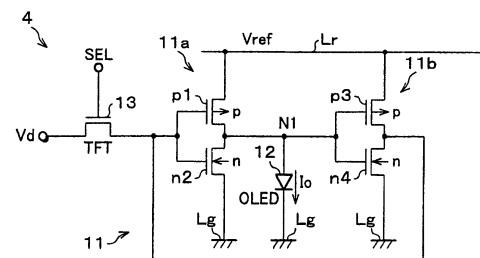 4
SEL
11a
Vref
Lr
11b
13
p1
p
p3
p
Vd
N1
TFT
n2
n
12
Io
n4
n
OLED
11
Lg
Lg
Lg